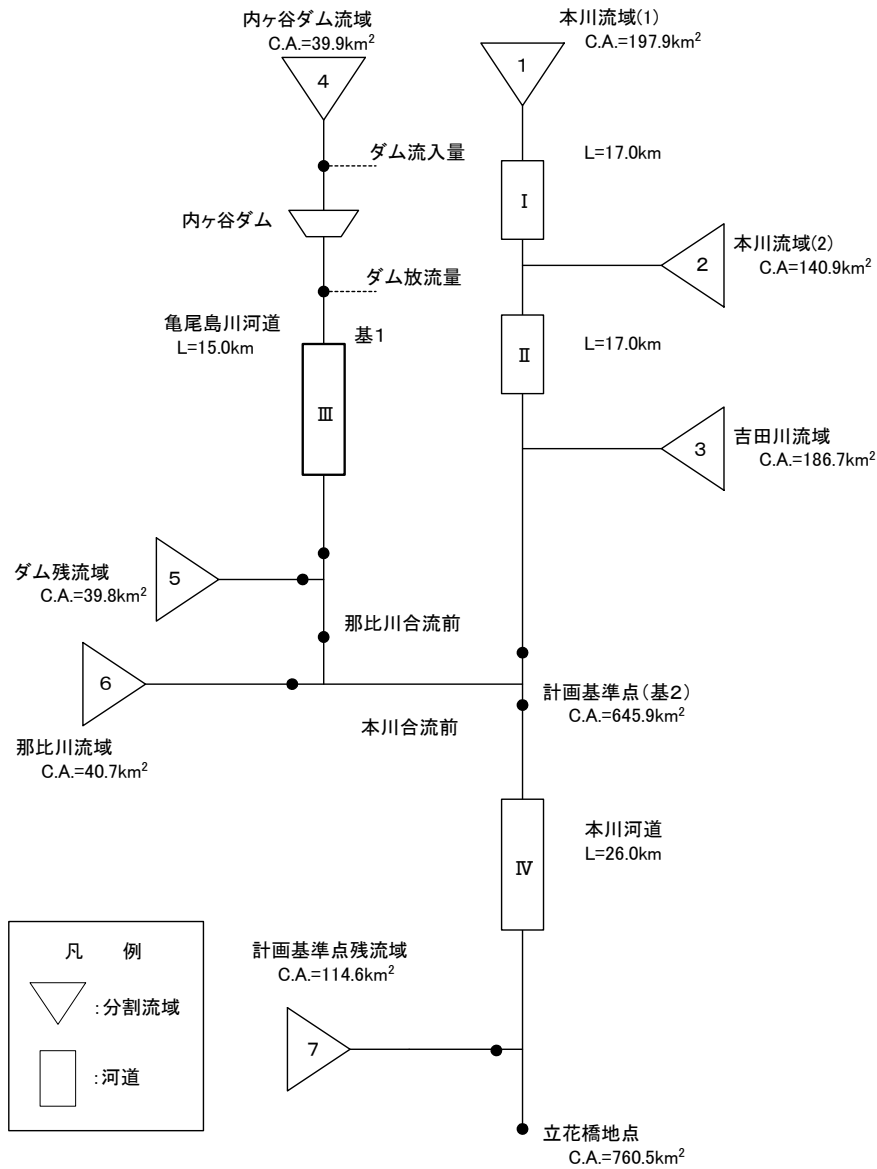 内ヶ谷ダム流域
C.A.=39.9km²
4
本川流域(1)
C.A.=197.9km²
1
ダム流入量
L=17.0km
Ⅰ
内ヶ谷ダム
本川流域(2)
C.A=140.9km²
2
ダム放流量
亀尾島川河道
L=15.0km
基1
Ⅲ
L=17.0km
Ⅱ
吉田川流域
C.A.=186.7km²
3
ダム残流域
C.A.=39.8km²
5
那比川合流前
6
計画基準点(基2)
C.A.=645.9km²
本川合流前
那比川流域
C.A.=40.7km²
本川河道
L=26.0km
Ⅳ
凡 例
:分割流域
:河道
計画基準点残流域
C.A.=114.6km²
7
立花橋地点
C.A.=760.5km²